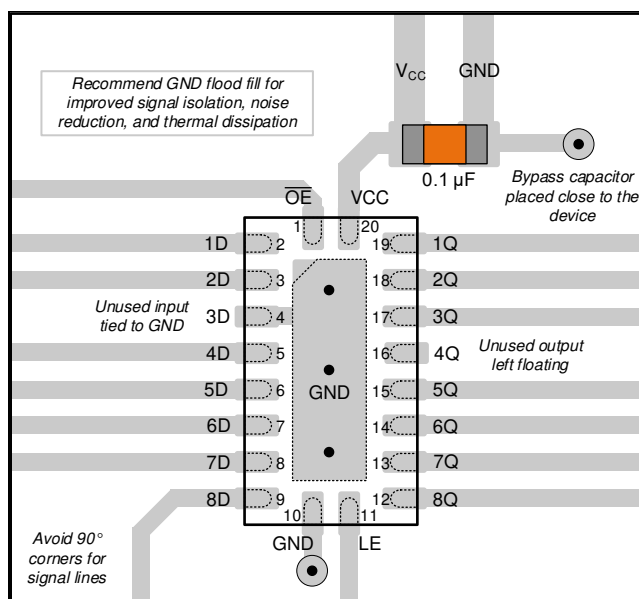 Recommend GND flood fill for
improved signal isolation, noise
reduction, and thermal dissipation
VCC GND
0.1 µF
Bypass capacitor
placed close to the
device
OE VCC
1 20
1D 2 19 1Q
2D 3 18 2Q
Unused input
tied to GND
3D 4 17 3Q
4D 5 16 4Q
Unused output
left floating
5D 6 GND 15 5Q
6D 7 14 6Q
7D 8 13 7Q
8D 9 12 8Q
10 11
GND LE
Avoid 90°
corners for
signal lines